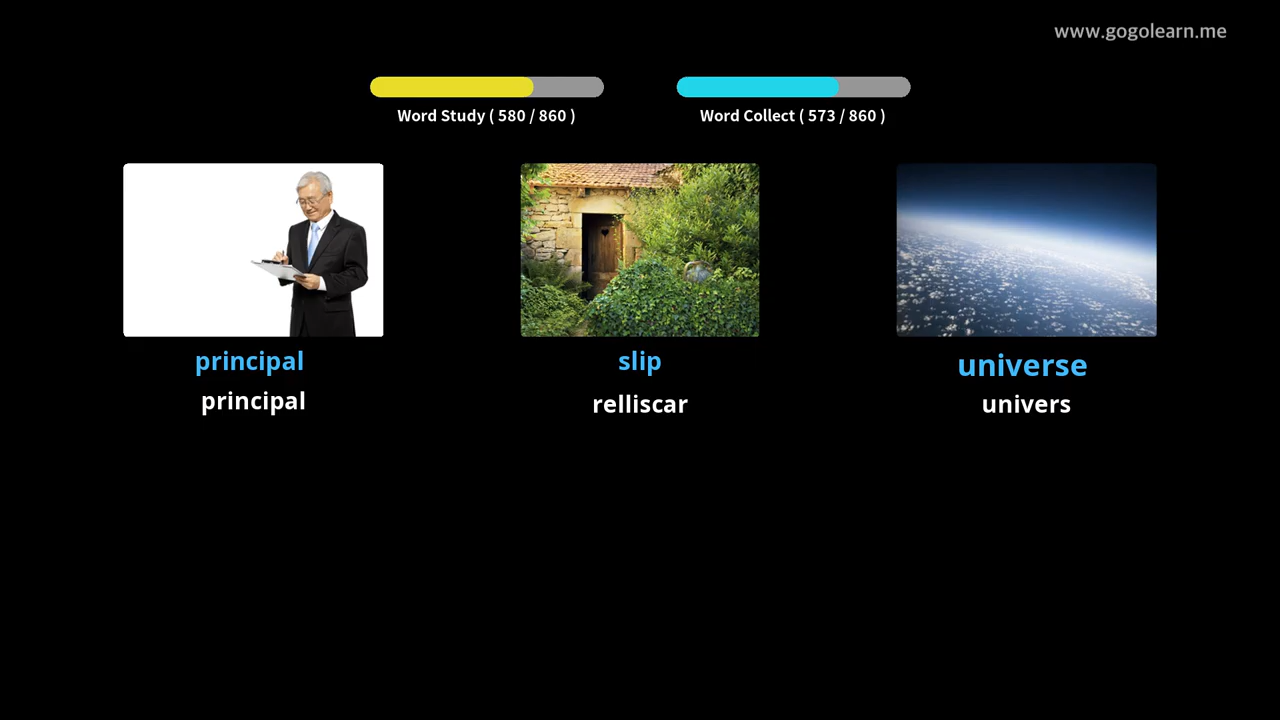 www.gogolearn.me
Word Study ( 580 / 860 )
Word Collect ( 573 / 860 )
principal
slip
universe
principal
relliscar
univers